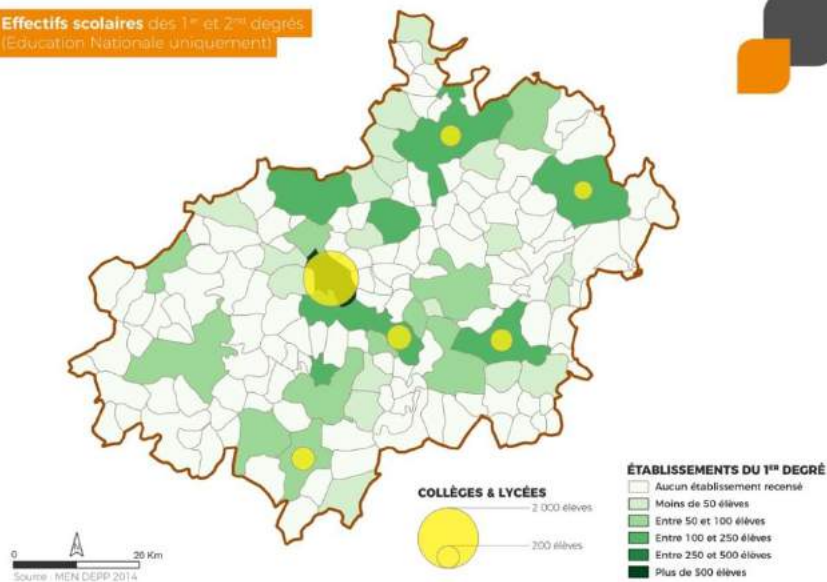 Effectifs scolaires des 1er et 2nd degrés
(Education Nationale uniquement)
COLLÈGES & LYCÉES
2 000 élèves
200 élèves
ÉTABLISSEMENTS DU 1ER DEGRÉ
Aucun établissement recensé
Moins de 50 élèves
Entre 50 et 100 élèves
Entre 100 et 250 élèves
Entre 250 et 500 élèves
Plus de 500 élèves
0 26 Km
Source : MEN DEPP 2014